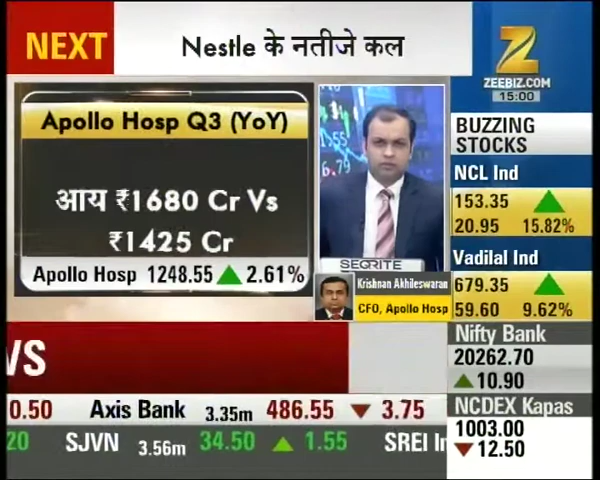 NEXT
Nestle के नतीजे कल
ZEEBIZ.COM
15:00
Apollo Hosp Q3 (YoY)
आय ₹1680 Cr Vs
₹1425 Cr
Apollo Hosp 1248.55 2.61%
SEQRITE
Krishnan Akhileswaran
CFO, Apollo Hosp
BUZZING
STOCKS
NCL Ind
153.35
20.95 15.82%
Vadilal Ind
679.35
59.60 9.62%
Nifty Bank
20262.70
10.90
NCDEX Kapas
1003.00
12.50
VS
0.50 Axis Bank 3.35m 486.55 3.75
20 SJVN 3.56m 34.50 1.55 SREI In